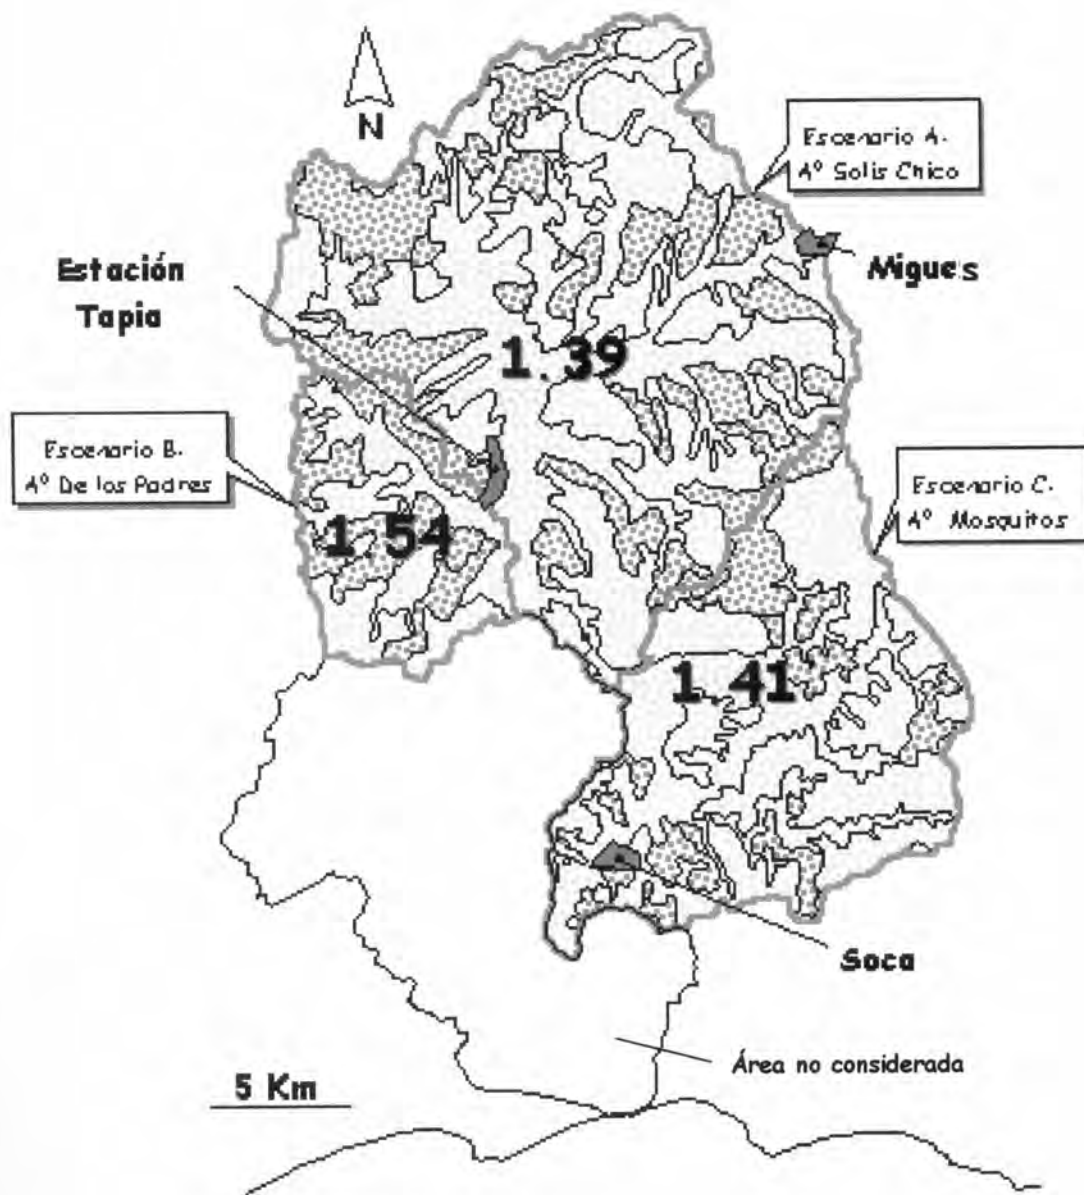 N
Escenario A.
Aº Solis Chico
Estación
Tapia
Migues
1.39
Escenario B.
Aº De los Padres
Escenario C.
Aº Mosquitos
1 54
1 41
Soca
Área no considerada
5 Km